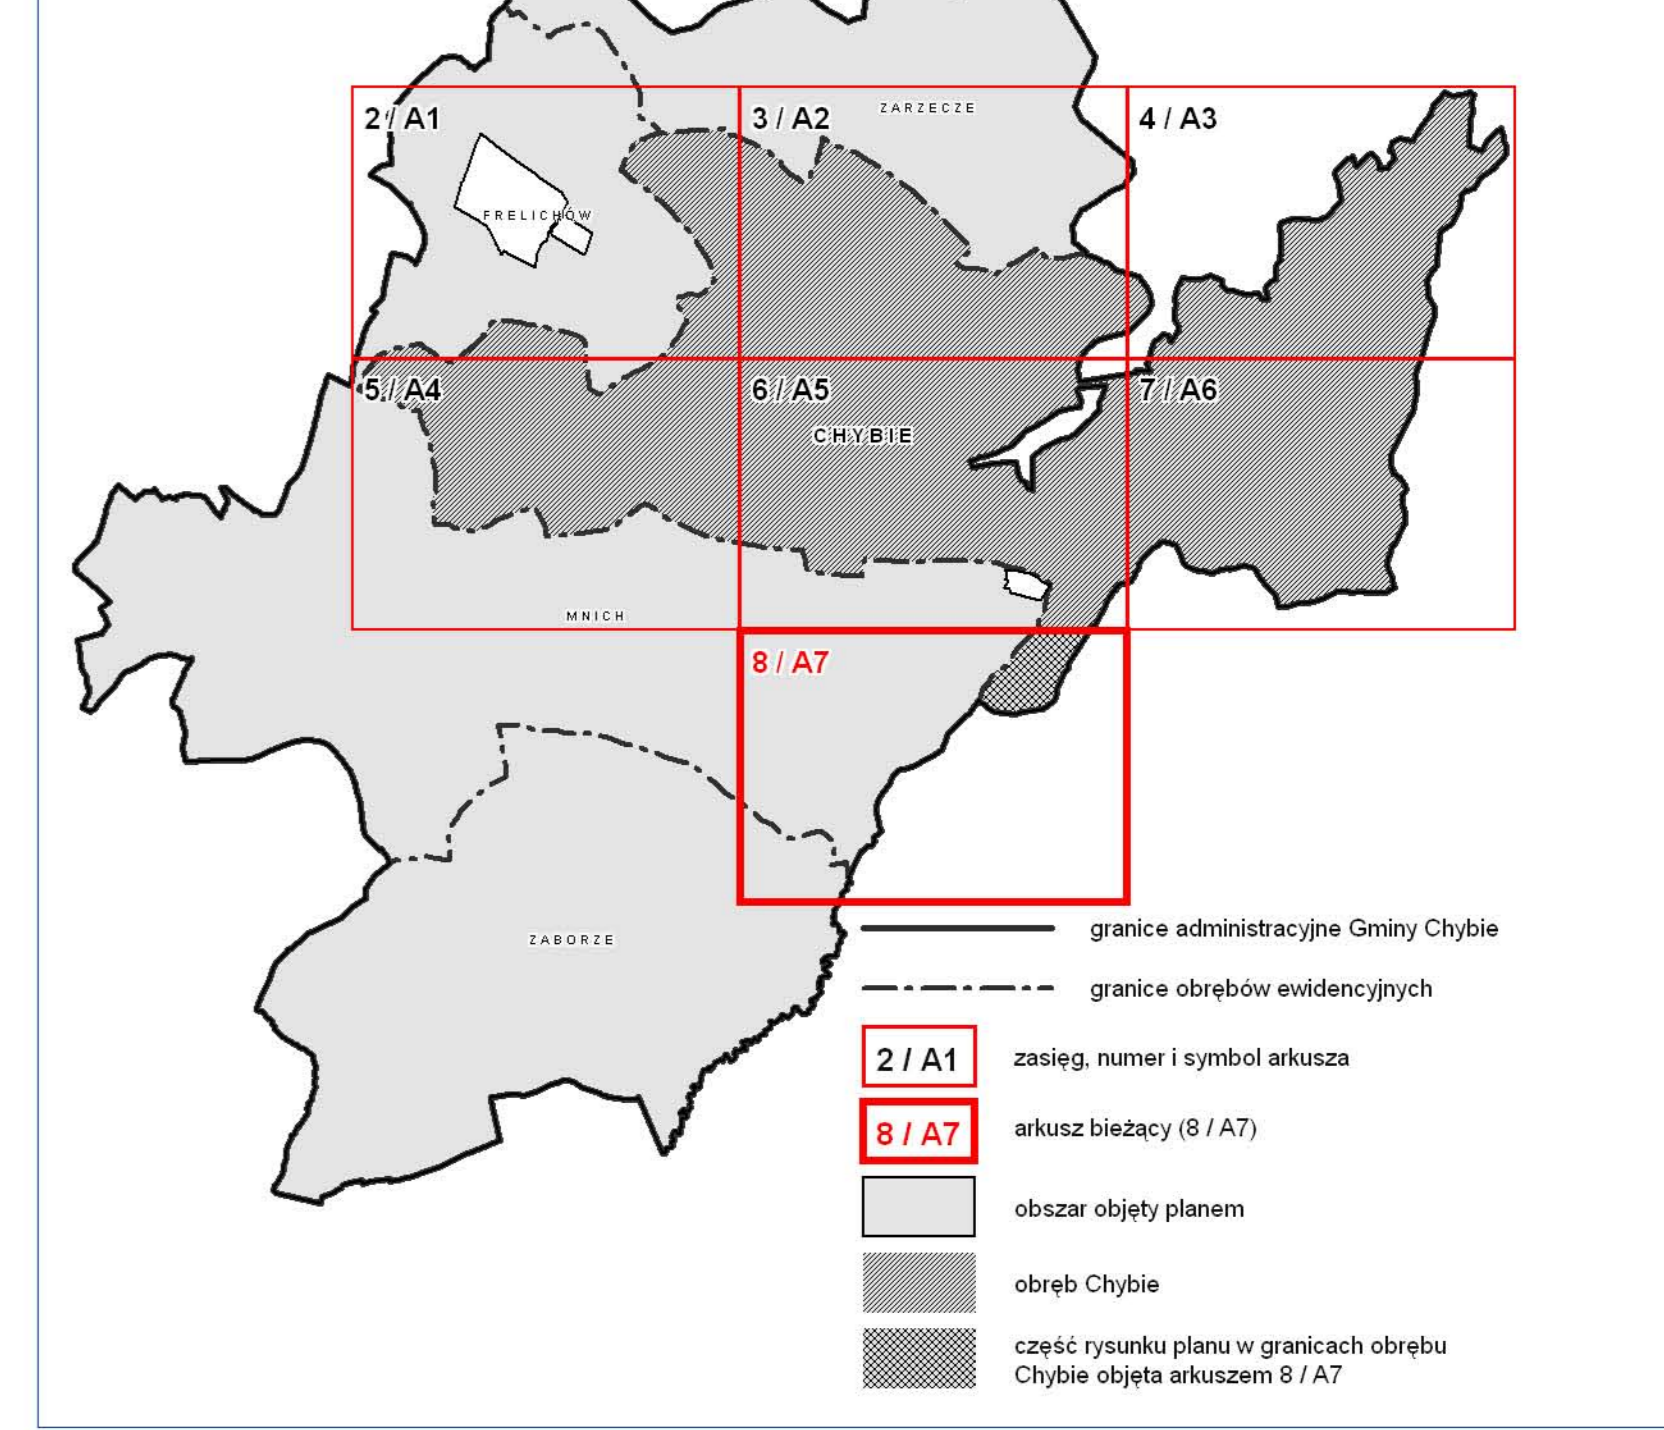 2 / A1
3 / A2
ZARZECZE
4 / A3
FRELICHÓW
5 / A4
6 / A5
7 / A6
CHYBIE
MNICH
8 / A7
ZABORZE
granice administracyjne Gminy Chybie
granice obrębów ewidencyjnych
2 / A1
zasięg, numer i symbol arkusza
8 / A7
arkusz bieżący (8 / A7)
obszar objęty planem
obręb Chybie
część rysunku planu w granicach obrębu
Chybie objęta arkuszem 8 / A7